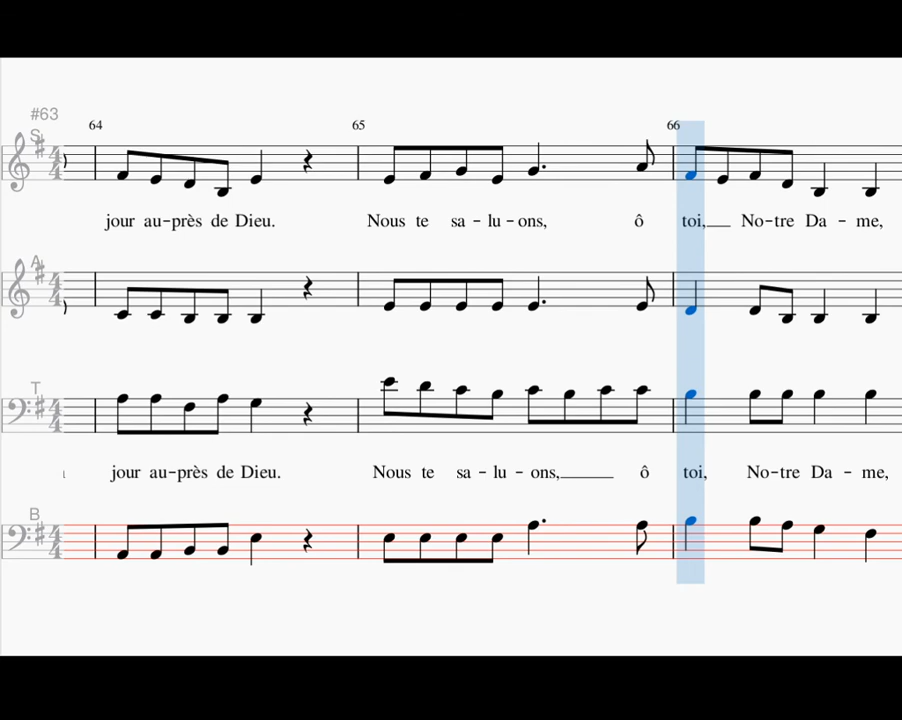 #63
64 65 66
S
jour au-près de Dieu. Nous te sa-lu-ons, ô toi, No-tre Da-me,
A
T
jour au-près de Dieu. Nous te sa-lu-ons, ô toi, No-tre Da-me,
B